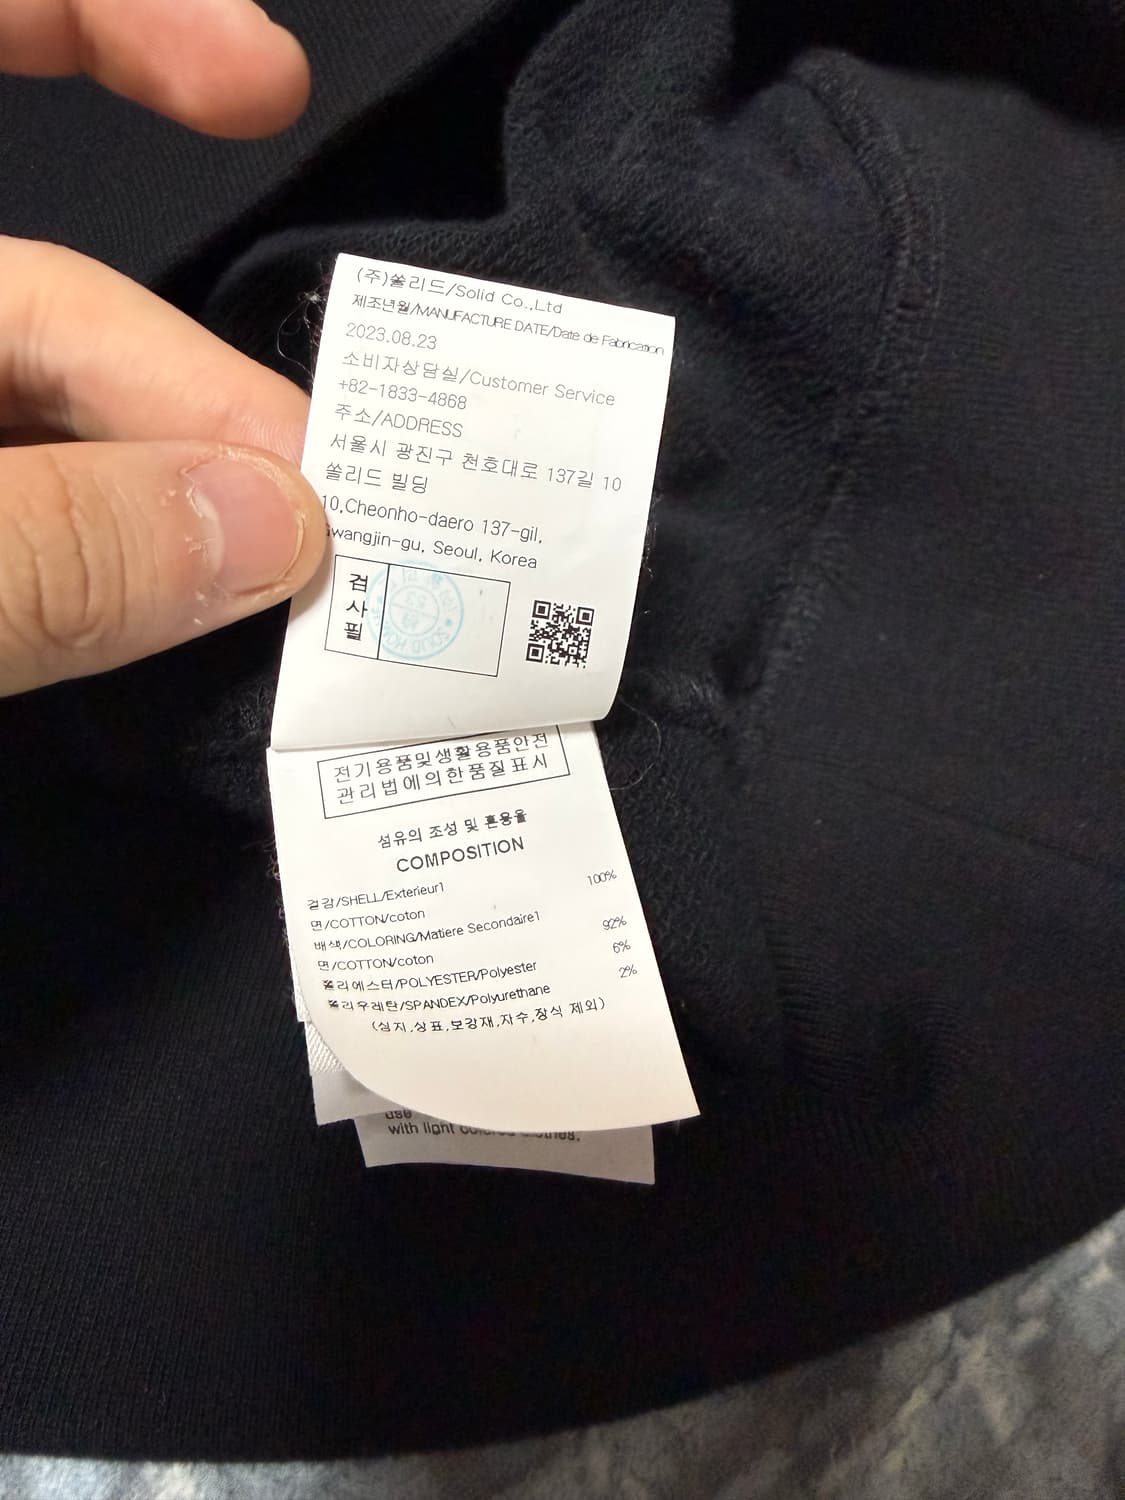 (주)쏠리드/Solid Co.,Ltd
제조년월/MANUFACTURE DATE/Date de Fabrication
2023.08.23
소비자상담실/Customer Service
+82-1833-4868
주소/ADDRESS
서울시 광진구 천호대로 137길 10
쏠리드 빌딩
10,Cheonho-daero 137-gil,
Gwangjin-gu, Seoul, Korea
검사필
전기용품및생활용품안전
관리법에의한품질표시
섬유의 조성 및 혼용율
COMPOSITION
겉감/SHELL/Exterieur1
면/COTTON/coton 100%
배색/COLORING/Matiere Secondaire1
면/COTTON/coton 92%
폴리에스터/POLYESTER/Polyester 6%
폴리우레탄/SPANDEX/Polyurethane 2%
(심지,상표,보강재,자수,장식 제외)
use
with light colored clothes.